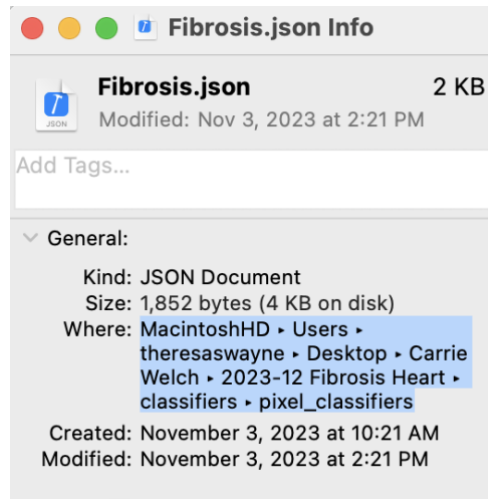 Fibrosis.json Info
Fibrosis.json 2 KB
Modified: Nov 3, 2023 at 2:21 PM
JSON
Add Tags...
General:
Kind: JSON Document
Size: 1,852 bytes (4 KB on disk)
Where: MacintoshHD ▸ Users ▸
theresaswayne ▸ Desktop ▸ Carrie
Welch ▸ 2023-12 Fibrosis Heart ▸
classifiers ▸ pixel_classifiers
Created: November 3, 2023 at 10:21 AM
Modified: November 3, 2023 at 2:21 PM